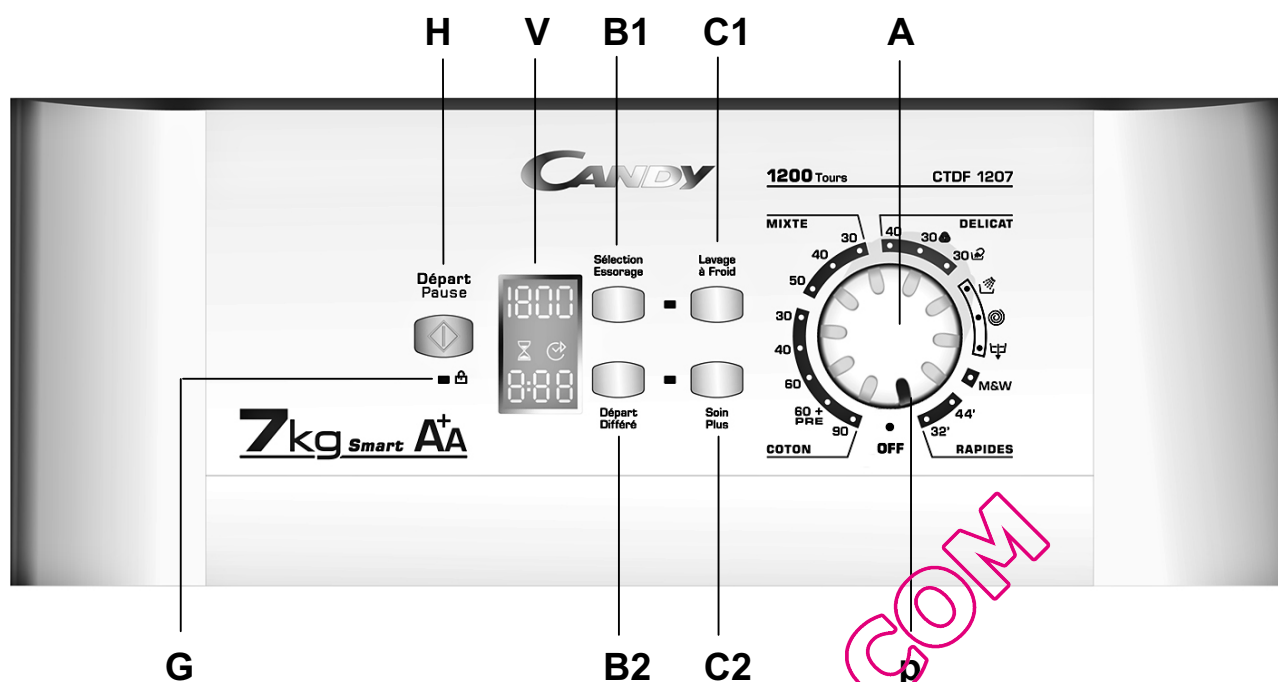 H V B1 C1 A
CANDY
1200 Tours CTDF 1207
MIXTE DELICAT
Départ
Pause
Sélection
Essorage
Lavage
à Froid
1800
8:88
Départ
Différé
Soin
Plus
50
40
30
40
30
30
30
40
60
60 +
PRE
90
M&W
44'
32'
COTON OFF RAPIDES
7kg Smart A+A
G B2 C2 p
COM